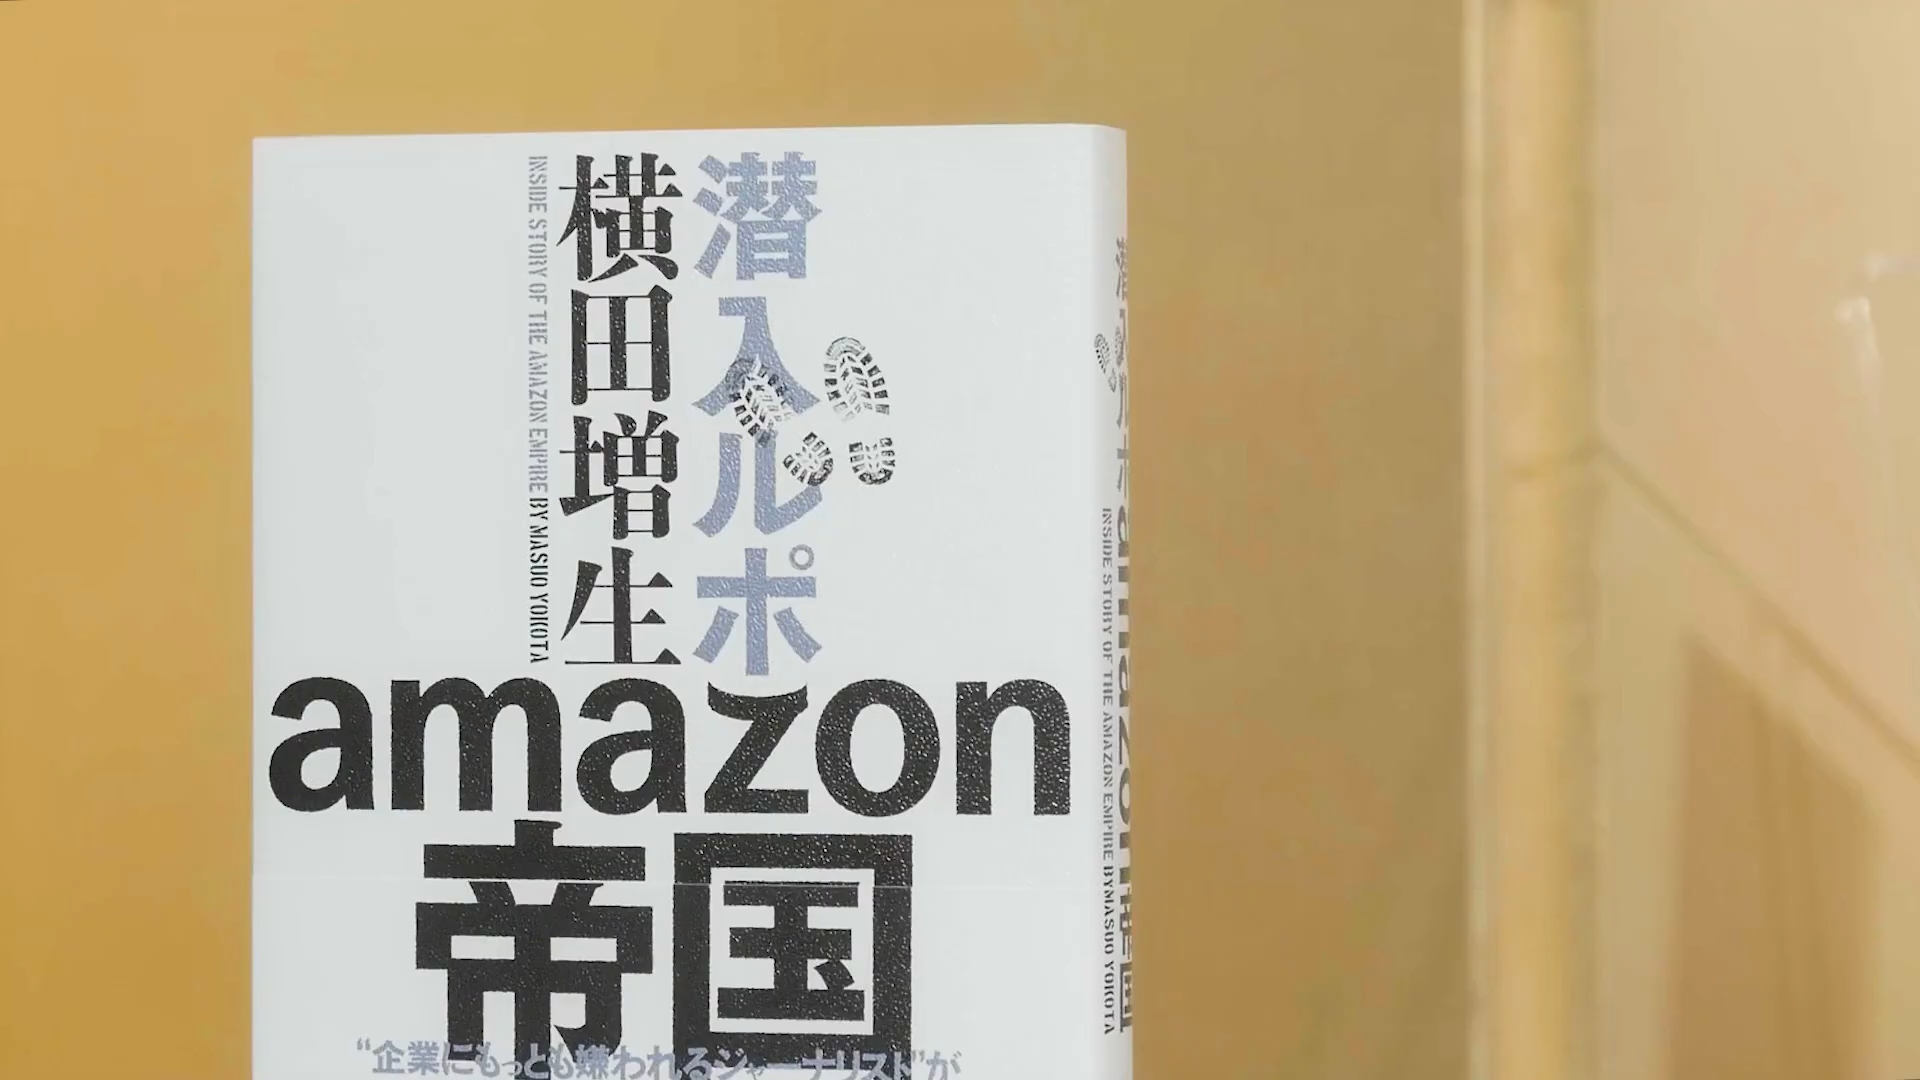 潜入ルポ
横田増生
INSIDE STORY OF THE AMAZON EMPIRE BY MASUO YOKOTA
amazon
帝国
“企業にもっとも嫌われるジャーナリスト”が
潜入ルポ amazon帝国
INSIDE STORY OF THE AMAZON EMPIRE BY MASUO YOKOTA